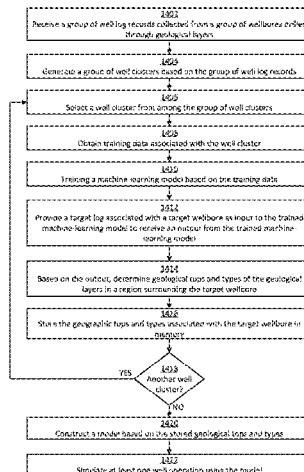 1402
Receive a group of well log records collected from a group of wellbores
through geological layers
1404
Generate a group of well clusters based on the group of well log records
1406
Select a well cluster from among the group of well clusters
1408
Obtain training data associated with the well cluster
1410
Training a machine-learning model based on the training data
1412
Provide a target log associated with a target wellbore as input to the trained
machine-learning model to receive an output from the trained machine-
learning model
1414
Based on the output, determine geological tops and types of the geological
layers in a region surrounding the target wellbore
1416
Store the geographic tops and types associated with the target wellbore in
memory
1418
Another well
cluster?
YES
NO
1420
Construct a model based on the stored geological tops and types
1422
Simulate at least one well operation using the model